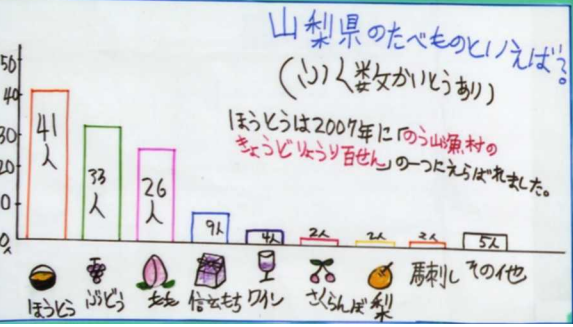 山梨県のたべものといえば?
(ふく数かいとうあり)
ほうとうは2007年に「のう山漁村の
きょうどりょうり百せん」の一つにえらばれました。
50
40
30
20
0
0人
41人
33人
26人
9人
4人
2人
2人
2人
5人
ほうとう
ぶどう
もも
信玄もち
ワイン
さくらんぼ
梨
馬刺し
その他